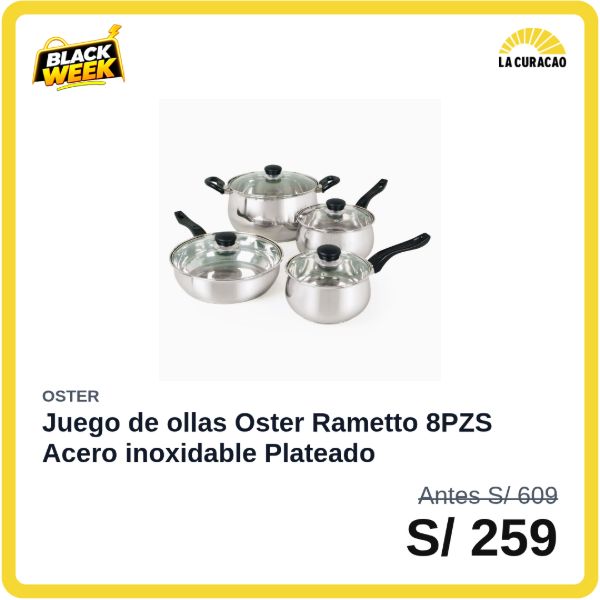 BLACK
WEEK
LA CURACAO
OSTER
Juego de ollas Oster Rametto 8PZS
Acero inoxidable Plateado
Antes S/ 609
S/ 259